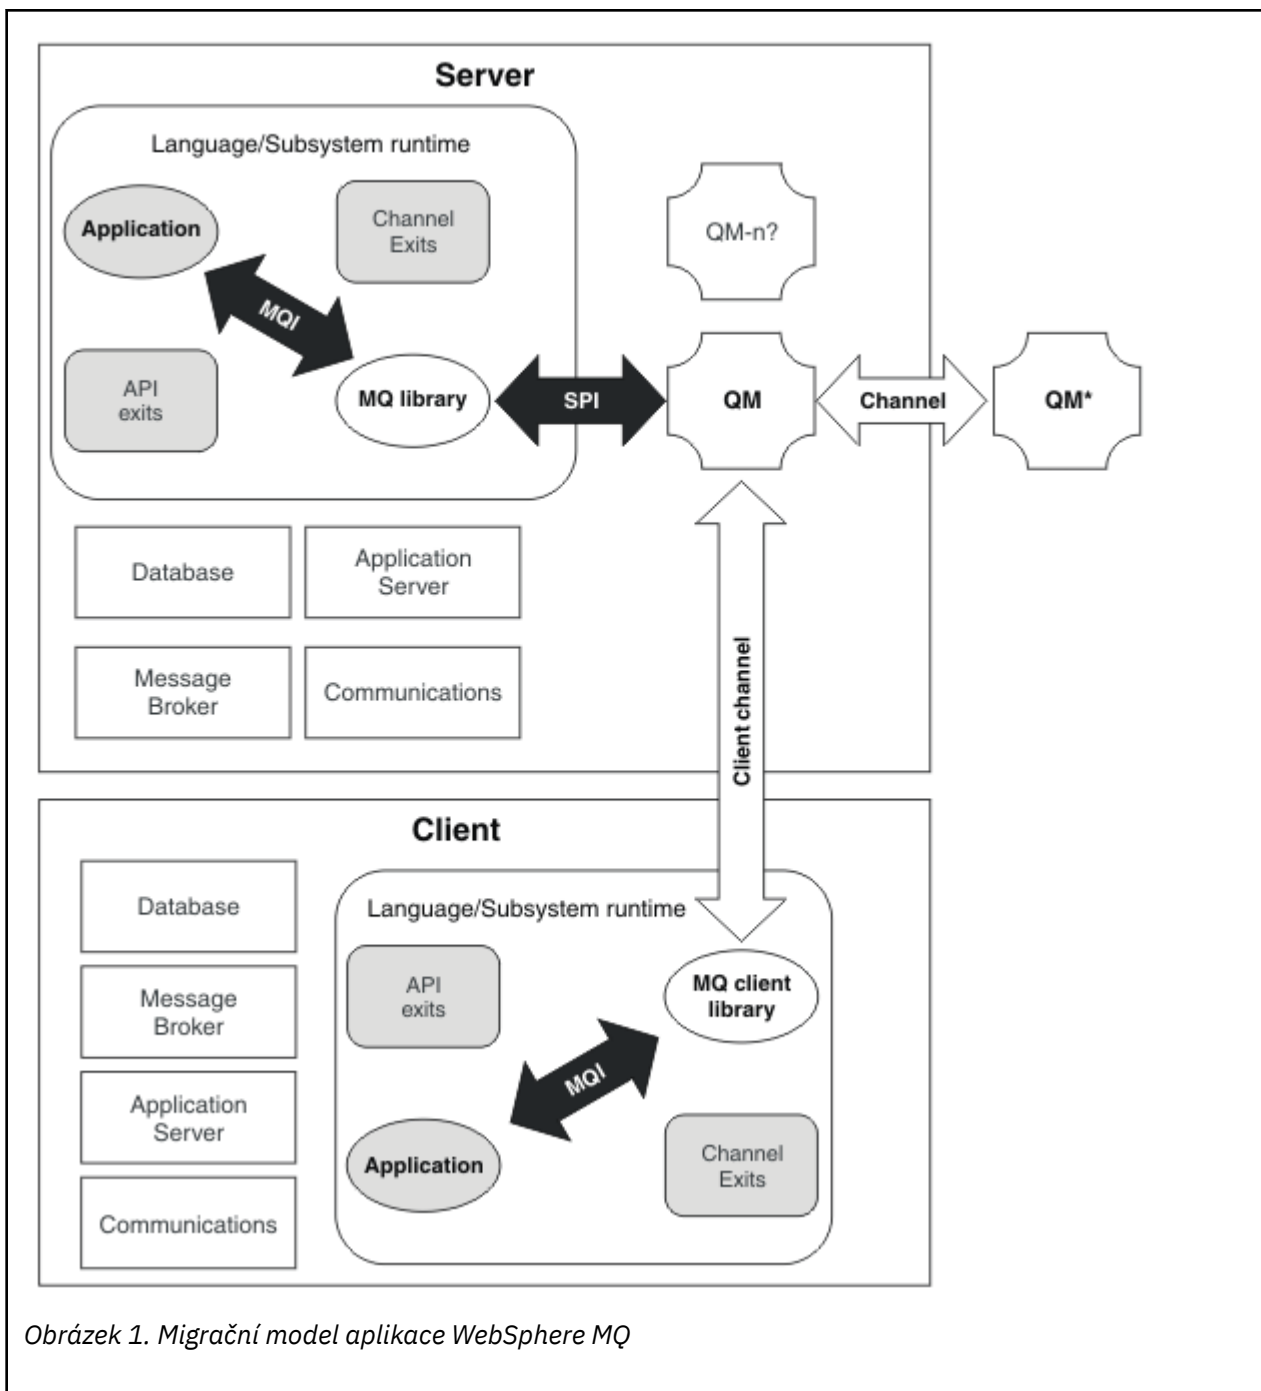 Server
Language/Subsystem runtime
Application
Channel
Exits
QM-n?
MQI
API
exits
MQ library
SPI
QM
Channel
QM*
Database
Application
Server
Message
Broker
Communications
Client channel
Client
Database
Language/Subsystem runtime
API
exits
MQ client
library
Message
Broker
MQI
Application
Server
Application
Channel
Exits
Communications
Obrázek 1. Migrační model aplikace WebSphere MQ